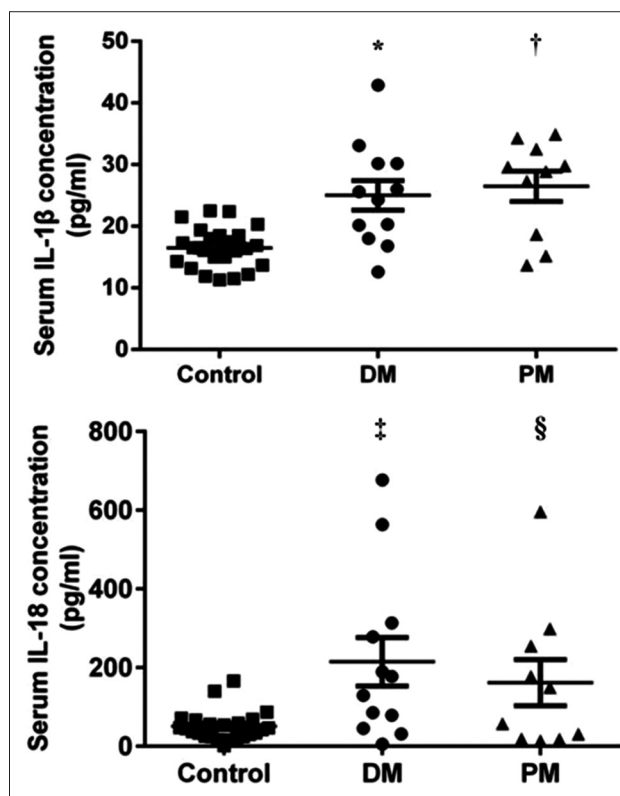 50
*
†
40
30
20
10
0
Serum IL-1β concentration
(pg/ml)
Control DM PM
800
‡
§
600
400
200
0
Serum IL-18 concentration
(pg/ml)
Control DM PM